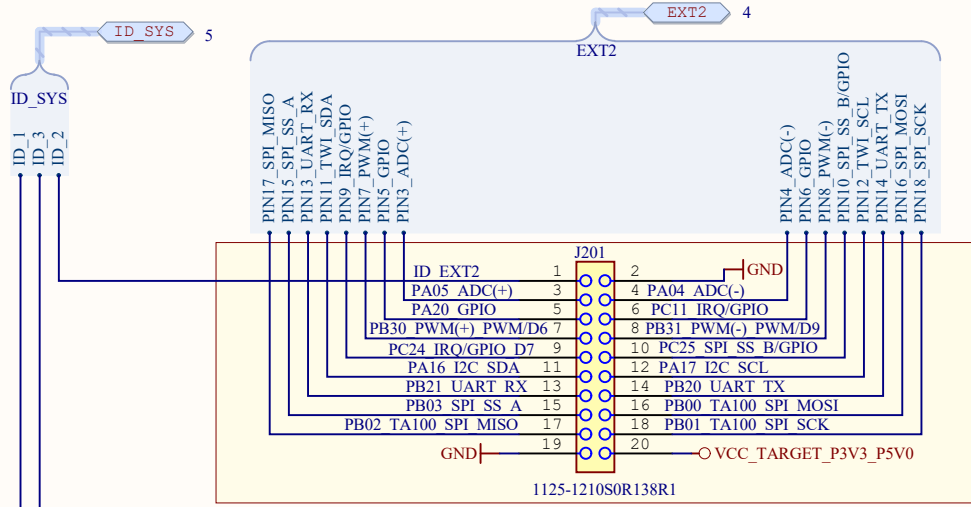 EXT2 4
ID_SYS 5
EXT2
ID_SYS
ID_1
ID_3
ID_2
PIN17_SPI_MISO
PIN15_SPI_SS_A
PIN13_UART_RX
PIN11_TWI_SDA
PIN9_IRQ/GPIO
PIN7_PWM(+)
PIN5_GPIO
PIN3_ADC(+)
PIN4_ADC(-)
PIN6_GPIO
PIN8_PWM(-)
PIN10_SPI_SS_B/GPIO
PIN12_TWI_SCL
PIN14_UART_TX
PIN16_SPI_MOSI
PIN18_SPI_SCK
J201
ID_EXT2 1 2 GND
PA05_ADC(+) 3 4 PA04_ADC(-)
PA20_GPIO 5 6 PC11_IRQ/GPIO
PB30_PWM(+)_PWM/D6 7 8 PB31_PWM(-)_PWM/D9
PC24_IRQ/GPIO_D7 9 10 PC25_SPI_SS_B/GPIO
PA16_I2C_SDA 11 12 PA17_I2C_SCL
PB21_UART_RX 13 14 PB20_UART_TX
PB03_SPI_SS_A 15 16 PB00_TA100_SPI_MOSI
PB02_TA100_SPI_MISO 17 18 PB01_TA100_SPI_SCK
GND 19 20 VCC_TARGET_P3V3_P5V0
1125-1210S0R138R1